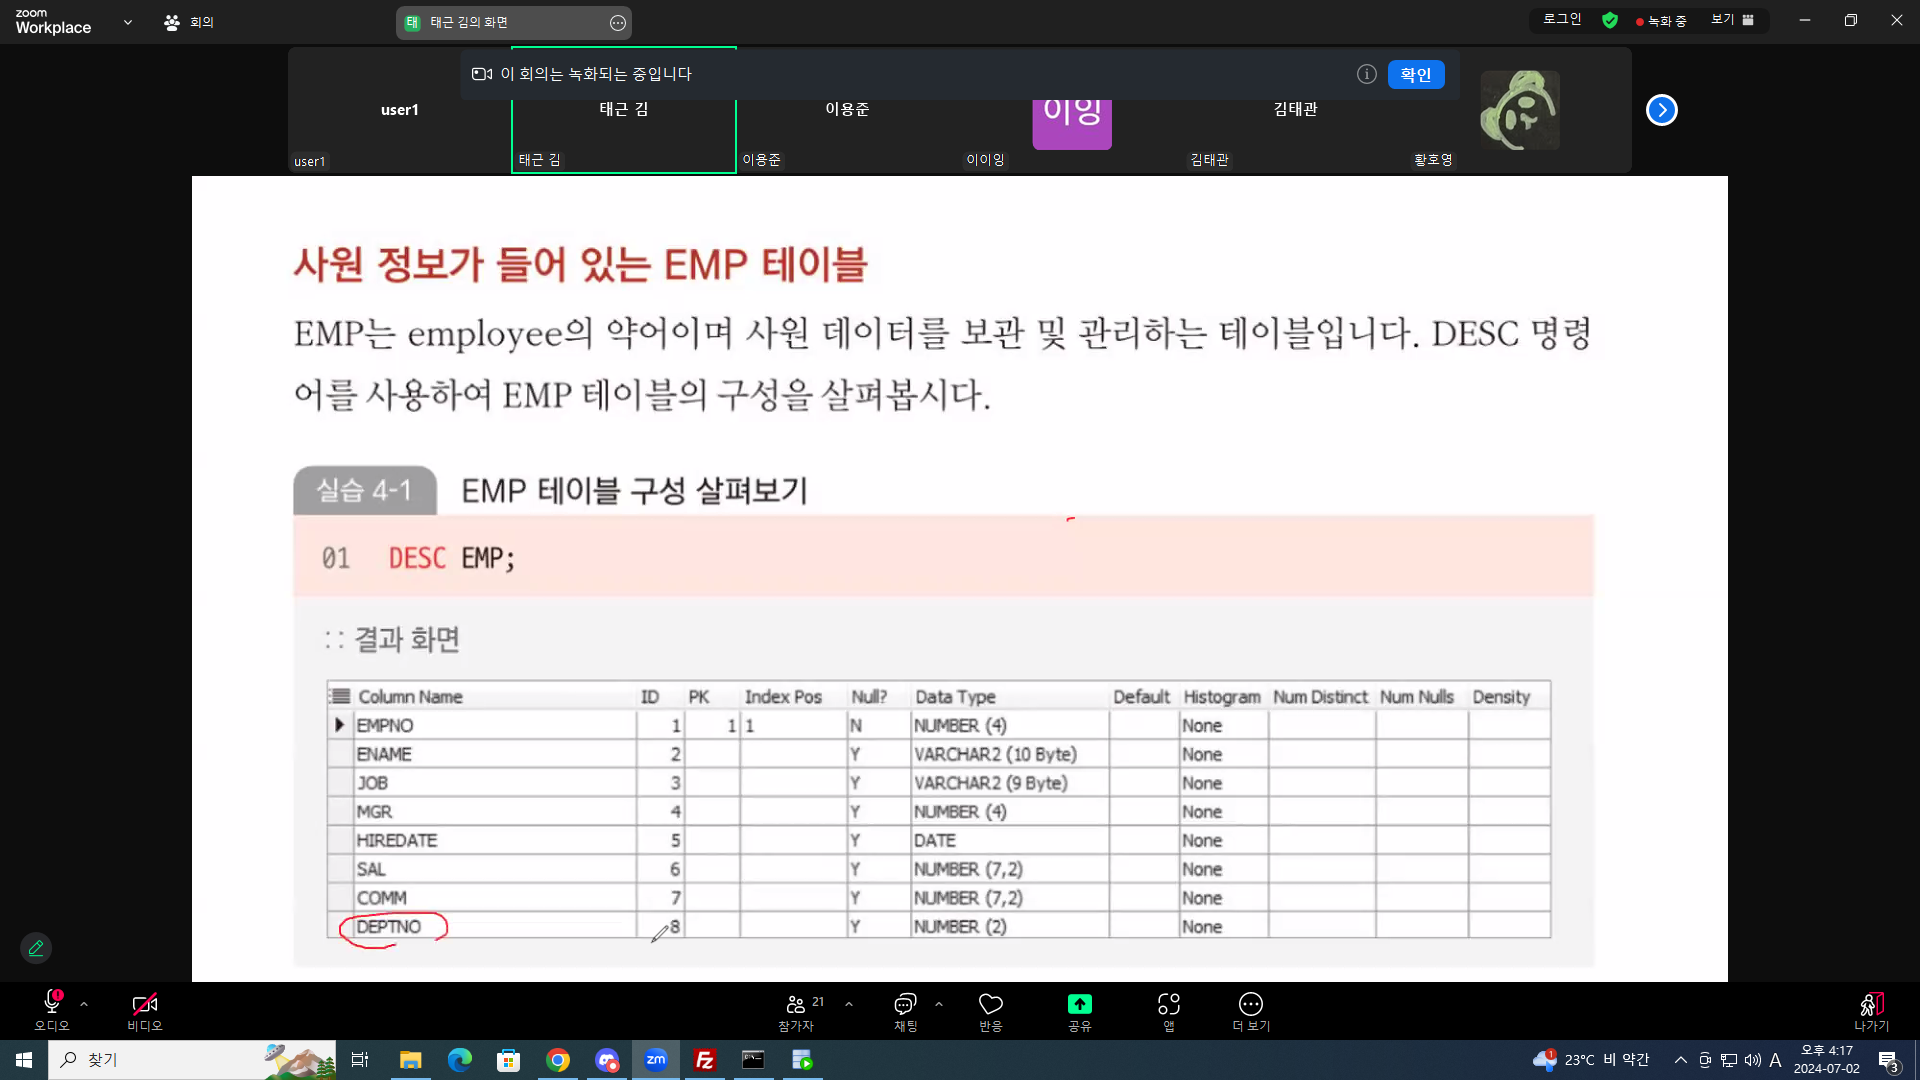 zoom
Workplace
회의
태 태근 김의 화면
로그인
녹화 중
보기
이 회의는 녹화되는 중입니다
확인
user1
태근 김
이용준
이잉
김태관
user1
태근 김
이용준
이이잉
김태관
황호영
사원 정보가 들어 있는 EMP 테이블
EMP는 employee의 약어이며 사원 데이터를 보관 및 관리하는 테이블입니다. DESC 명령
어를 사용하여 EMP 테이블의 구성을 살펴봅시다.
실습 4-1 EMP 테이블 구성 살펴보기
01 DESC EMP;
:: 결과 화면
Column Name ID PK Index Pos Null? Data Type Default Histogram Num Distinct Num Nulls Density
EMPNO 1 1 1 N NUMBER (4) None
ENAME 2 Y VARCHAR2 (10 Byte) None
JOB 3 Y VARCHAR2 (9 Byte) None
MGR 4 Y NUMBER (4) None
HIREDATE 5 Y DATE None
SAL 6 Y NUMBER (7,2) None
COMM 7 Y NUMBER (7,2) None
DEPTNO 8 Y NUMBER (2) None
오디오
비디오
참가자 21
채팅
반응
공유
앱
더 보기
나가기
찾기
zm
Fz
1
23°C 비 약간
A
오후 4:17
2024-07-02
3